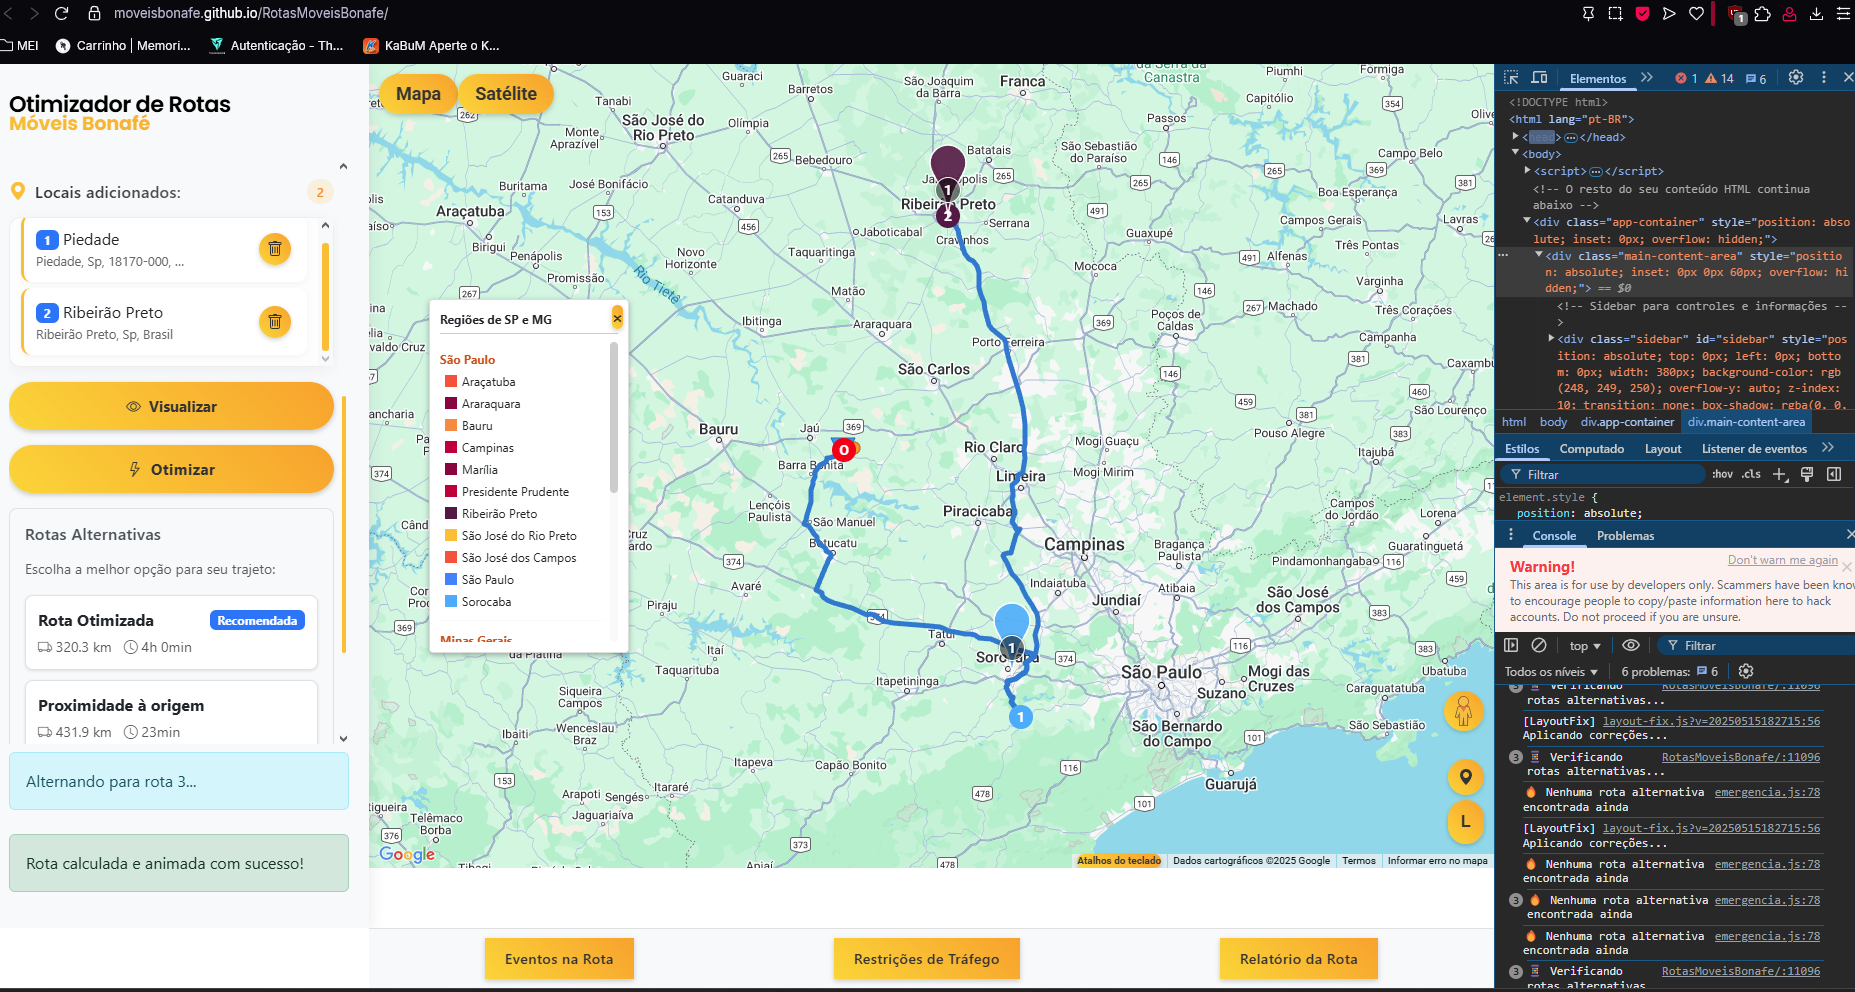 moveisbonafe.github.io/RotasMoveisBonafe/
MEI
Carrinho | Memori...
Autenticação - Th...
KaBuM Aperte o K...
Otimizador de Rotas
Móveis Bonafé
Locais adicionados:
2
1 Piedade
Piedade, Sp, 18170-000, ...
2 Ribeirão Preto
Ribeirão Preto, Sp, Brasil
Visualizar
Otimizar
Rotas Alternativas
Escolha a melhor opção para seu trajeto:
Rota Otimizada
Recomendada
320.3 km
4h 0min
Proximidade à origem
431.9 km
23min
Alternando para rota 3...
Rota calculada e animada com sucesso!
Mapa
Satélite
Regiões de SP e MG
×
São Paulo
Araçatuba
Araraquara
Bauru
Campinas
Marília
Presidente Prudente
Ribeirão Preto
São José do Rio Preto
São José dos Campos
São Paulo
Sorocaba
Minas Gerais
Guaraci
Barretos
São Joaquim
da Barra
Franca
da Serra da
Canastra
Piumhi
Formiga
Tanabi
São José do
Rio Preto
Olímpia
Monte
Aprazível
Bebedouro
Batatais
Passos
Capitólio
São Sebastião
do Paraíso
Campo Belo
Buritama
José Bonifácio
Catanduva
Ribeirão Preto
Serrana
Boa Esperança
Araçatuba
Birigui
Penápolis
Promissão
Novo
Horizonte
Taquaritinga
Jaboticabal
Cravinhos
Guaxupé
Campos Gerais
Lavras
Três Pontas
Alfenas
Varginha
Mococa
Rio Tietê
Matão
Ibitinga
Araraquara
Porto Ferreira
Poços de
Caldas
Machado
Três Corações
Campanha
Caxambu
São Carlos
São Lourenço
Bauru
Jaú
Barra Bonita
Rio Claro
Mogi Guaçu
Mogi Mirim
Pouso Alegre
Itajubá
Limeira
Lençóis
Paulista
São Manuel
Piracicaba
Botucatu
Campinas
Bragança
Paulista
Campos
do Jordão
Lorena
Guaratinguetá
Pindamonhangaba
Avaré
Indaiatuba
Jundiaí
Atibaia
São José
dos Campos
Piraju
Tatuí
Sorocaba
São Paulo
Mogi das
Cruzes
Suzano
Ubatuba
Caraguatatuba
São Sebastião
Itaí
Taquarituba
Itapetininga
Siqueira
Campos
Wenceslau
Braz
Ibaiti
Itapeva
Capão Bonito
São Bernardo
do Campo
Guarujá
Arapoti
Sengés
Itararé
Jaguariaíva
Telêmaco
Borba
Apiaí
Google
Atalhos do teclado
Dados cartográficos ©2025 Google
Termos
Informar erro no mapa
L
Eventos na Rota
Restrições de Tráfego
Relatório da Rota
Elementos
1
14
6
<!DOCTYPE html>
<html lang="pt-BR">
<head> </head>
<body>
<script> </script>
<!-- O resto do seu conteúdo HTML continua
abaixo -->
<div class="app-container" style="position: abso
lute; inset: 0px; overflow: hidden;">
<div class="main-content-area" style="positio
n: absolute; inset: 0px 0px 60px; overflow: hi
dden;"> == $0
<!-- Sidebar para controles e informações --
>
<div class="sidebar" id="sidebar" style="pos
ition: absolute; top: 0px; left: 0px; botto
m: 0px; width: 380px; background-color: rgb
(248, 249, 250); overflow-y: auto; z-index:
10; transition: none; box-shadow: rgba(0, 0,
html body div.app-container div.main-content-area
Estilos Computado Layout Listener de eventos
Filtrar
:hov .cls
element.style {
position: absolute;
Console Problemas
Warning!
Don't warn me again
This area is for use by developers only. Scammers have been know
to encourage people to copy/paste information here to hack
accounts. Do not proceed if you are unsure.
top
Filtrar
Todos os níveis
6 problemas: 6
3 Verificando RotasMoveisBonafe/:11096
rotas alternativas...
[LayoutFix] layout-fix.js?v=20250515182715:56
Aplicando correções...
3 Verificando RotasMoveisBonafe/:11096
rotas alternativas...
Nenhuma rota alternativa emergencia.js:78
encontrada ainda
[LayoutFix] layout-fix.js?v=20250515182715:56
Aplicando correções...
Nenhuma rota alternativa emergencia.js:78
encontrada ainda
3 Nenhuma rota alternativa emergencia.js:78
encontrada ainda
Nenhuma rota alternativa emergencia.js:78
encontrada ainda
3 Verificando RotasMoveisBonafe/:11096
rotas alternativas